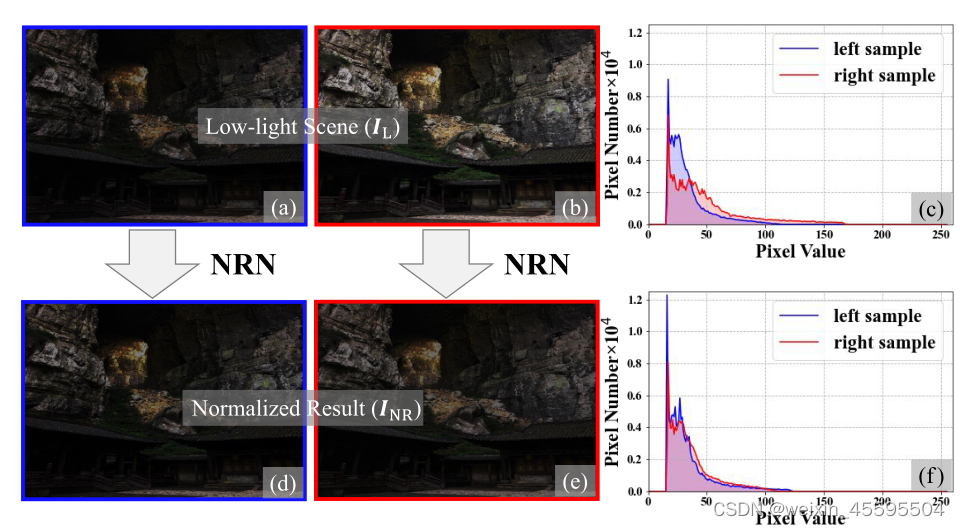 Low-light Scene (I_L)
(a)
(b)
NRN
NRN
Normalized Result (I_NR)
(d)
(e)
Pixel Number×10⁴
1.2
1.0
0.8
0.6
0.4
0.2
0.0
left sample
right sample
(c)
0 50 100 150 200 250
Pixel Value
Pixel Number×10⁴
1.2
1.0
0.8
0.6
0.4
0.2
0.0
left sample
right sample
(f)
0 50 100 150 200 250
Pixel Value
CSDN @weixin_45595504